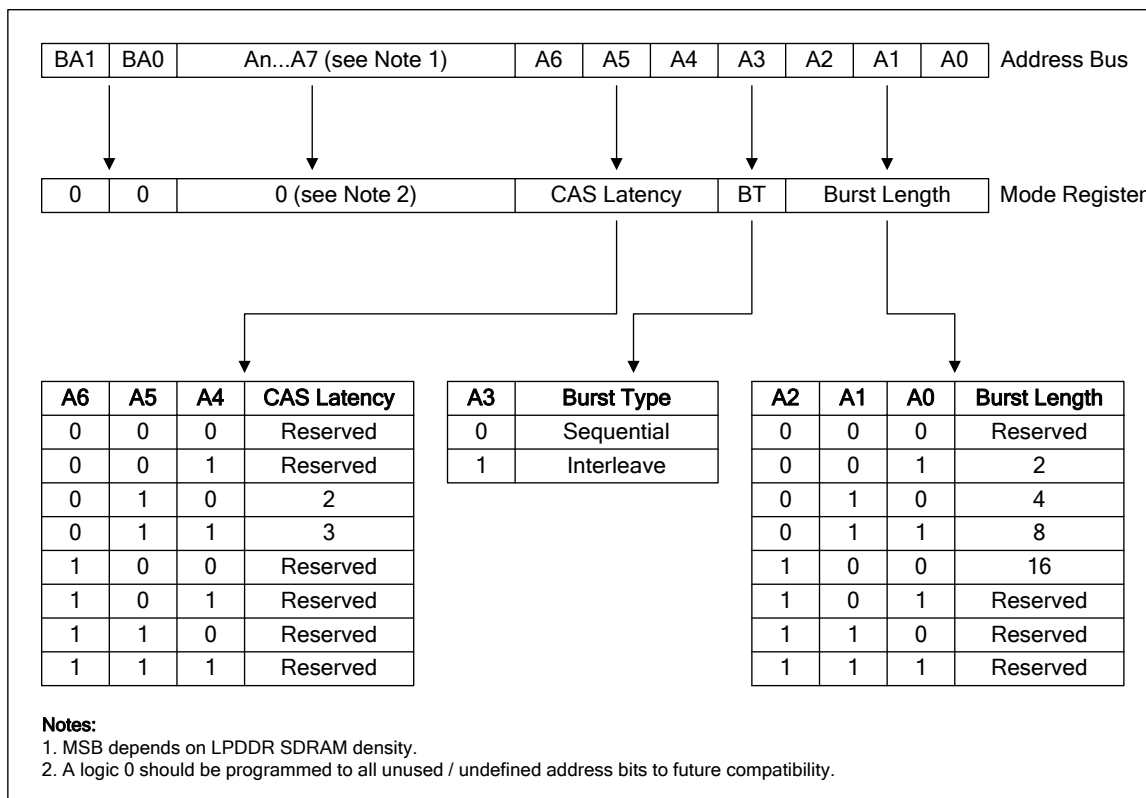 BA1 BA0 An...A7 (see Note 1) A6 A5 A4 A3 A2 A1 A0 Address Bus
0 0 0 (see Note 2) CAS Latency BT Burst Length Mode Register
A6 A5 A4 CAS Latency
0 0 0 Reserved
0 0 1 Reserved
0 1 0 2
0 1 1 3
1 0 0 Reserved
1 0 1 Reserved
1 1 0 Reserved
1 1 1 Reserved
A3 Burst Type
0 Sequential
1 Interleave
A2 A1 A0 Burst Length
0 0 0 Reserved
0 0 1 2
0 1 0 4
0 1 1 8
1 0 0 16
1 0 1 Reserved
1 1 0 Reserved
1 1 1 Reserved
Notes:
1. MSB depends on LPDDR SDRAM density.
2. A logic 0 should be programmed to all unused / undefined address bits to future compatibility.